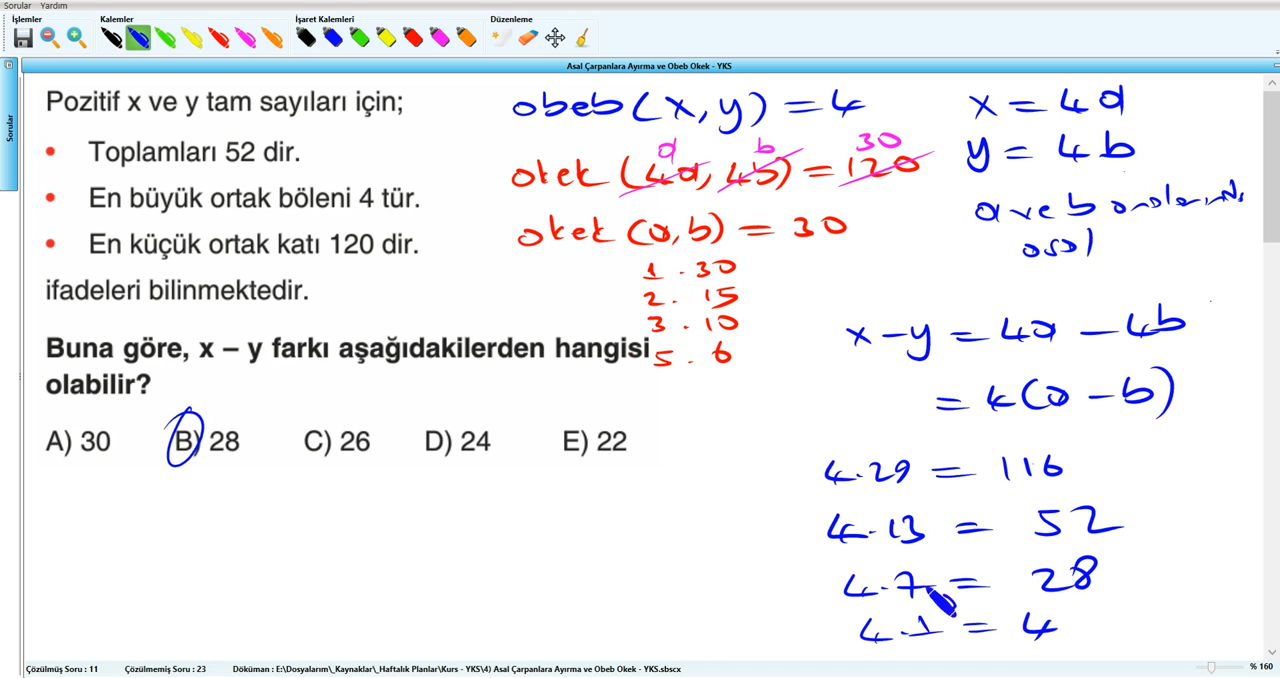 Sorular Yardım
İşlemler Kalemler İşaret Kalemleri Düzenleme
Asal Çarpanlara Ayırma ve Obeb Okek - YKS
Sorular
Pozitif x ve y tam sayıları için;
• Toplamları 52 dir.
• En büyük ortak böleni 4 tür.
• En küçük ortak katı 120 dir.
ifadeleri bilinmektedir.
Buna göre, x – y farkı aşağıdakilerden hangisi
olabilir?
A) 30 B) 28 C) 26 D) 24 E) 22
obeb(x,y) = 4
a b 30
okek (4a, 4b) = 120
okek (a,b) = 30
1 . 30
2 . 15
3 . 10
5 . 6
x = 4a
y = 4b
a ve b aralarında
asal
x - y = 4a - 4b
= 4(a - b)
4.29 = 116
4.13 = 52
4.7 = 28
4.1 = 4
Çözülmüş Soru : 11 Çözülmemiş Soru : 23 Döküman : E:\Dosyalarım\_Kaynaklar\_Haftalık Planlar\Kurs - YKS\4) Asal Çarpanlara Ayırma ve Obeb Okek - YKS.sbscx % 160